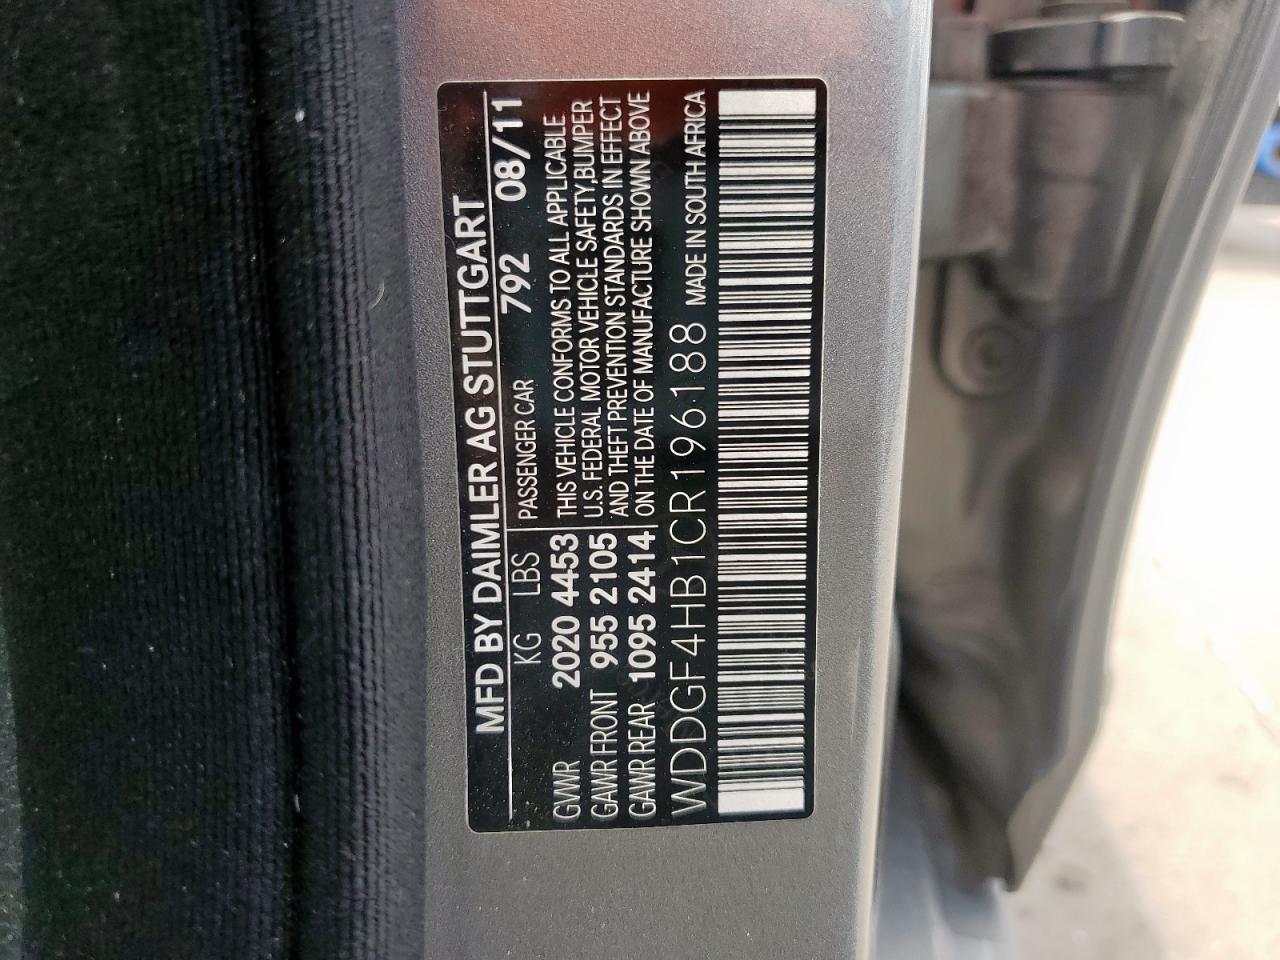 MFD BY DAIMLER AG STUTTGART
KG LBS PASSENGER CAR 792 08/11
GVWR 2020 4453 THIS VEHICLE CONFORMS TO ALL APPLICABLE
GAWR FRONT 955 2105 U.S. FEDERAL MOTOR VEHICLE SAFETY,BUMPER
AND THEFT PREVENTION STANDARDS IN EFFECT
GAWR REAR 1095 2414 ON THE DATE OF MANUFACTURE SHOWN ABOVE
WDDGF4HB1CR196188 MADE IN SOUTH AFRICA